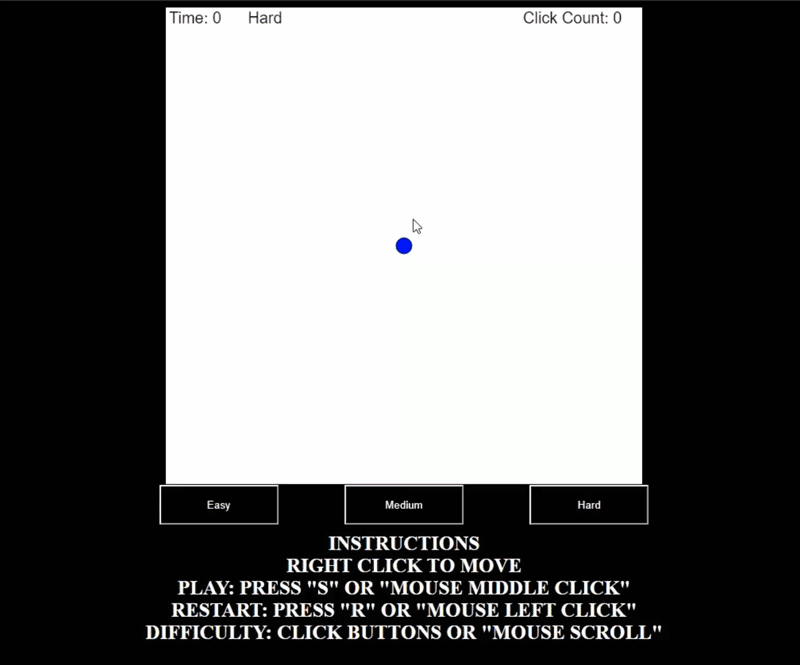 Time: 0 Hard Click Count: 0
Easy Medium Hard
INSTRUCTIONS
RIGHT CLICK TO MOVE
PLAY: PRESS "S" OR "MOUSE MIDDLE CLICK"
RESTART: PRESS "R" OR "MOUSE LEFT CLICK"
DIFFICULTY: CLICK BUTTONS OR "MOUSE SCROLL"